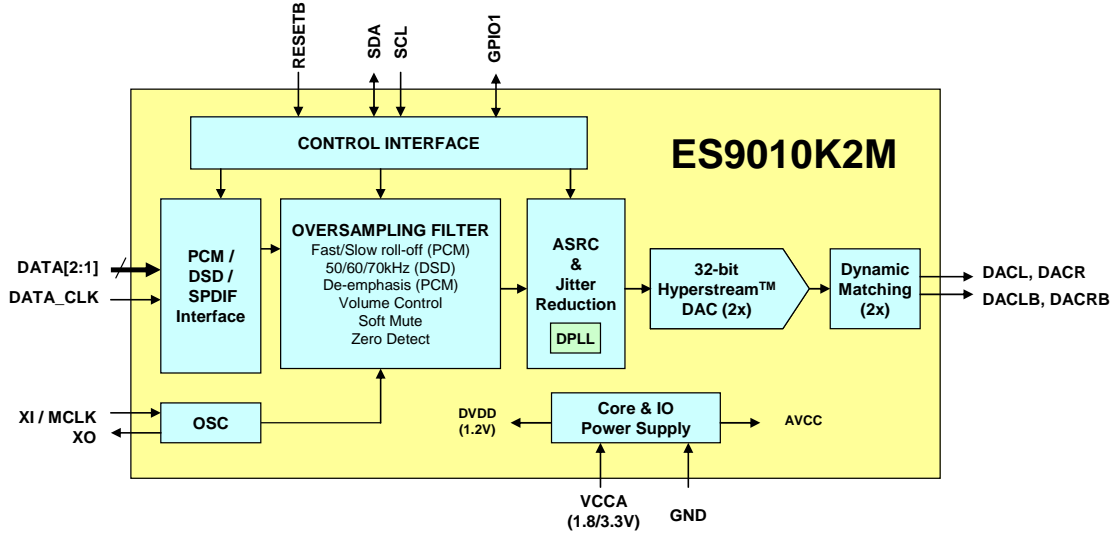 RESETB
SDA
SCL
GPIO1
CONTROL INTERFACE
ES9010K2M
DATA[2:1]
DATA_CLK
PCM /
DSD /
SPDIF
Interface
OVERSAMPLING FILTER
Fast/Slow roll-off (PCM)
50/60/70kHz (DSD)
De-emphasis (PCM)
Volume Control
Soft Mute
Zero Detect
ASRC
&
Jitter
Reduction
DPLL
32-bit
Hyperstream™
DAC (2x)
Dynamic
Matching
(2x)
DACL, DACR
DACLB, DACRB
XI / MCLK
XO
OSC
DVDD
(1.2V)
Core & IO
Power Supply
AVCC
VCCA
(1.8/3.3V)
GND